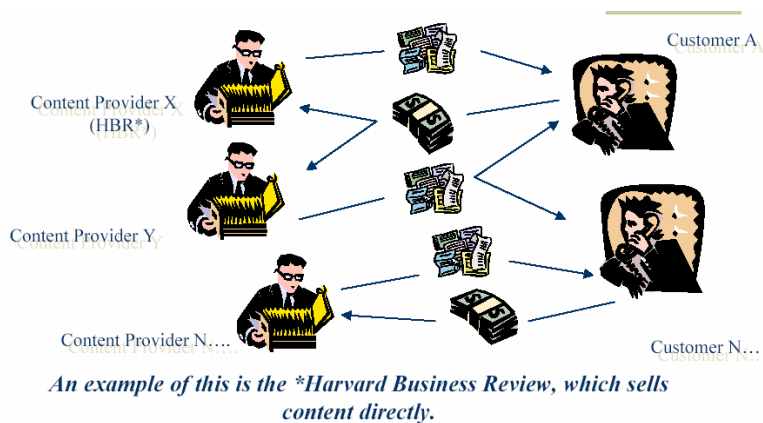 Customer A
Content Provider X
(HBR*)
Content Provider Y
Content Provider N....
Customer N…
An example of this is the *Harvard Business Review, which sells
content directly.